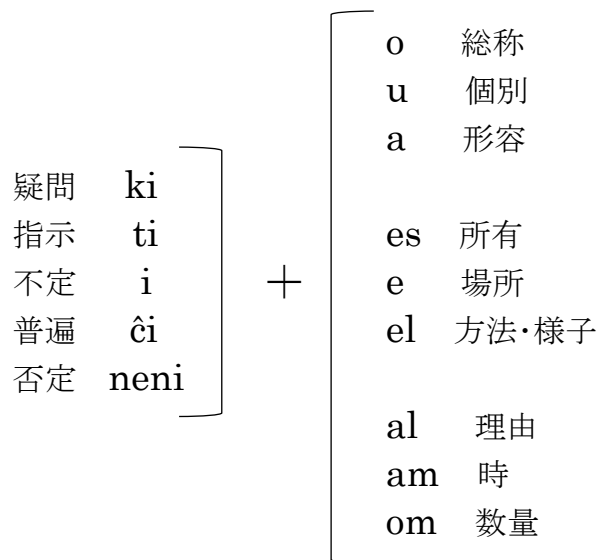 疑問 ki
指示 ti
不定 i
普遍 ĉi
否定 neni
+
o 総称
u 個別
a 形容
es 所有
e 場所
el 方法・様子
al 理由
am 時
om 数量